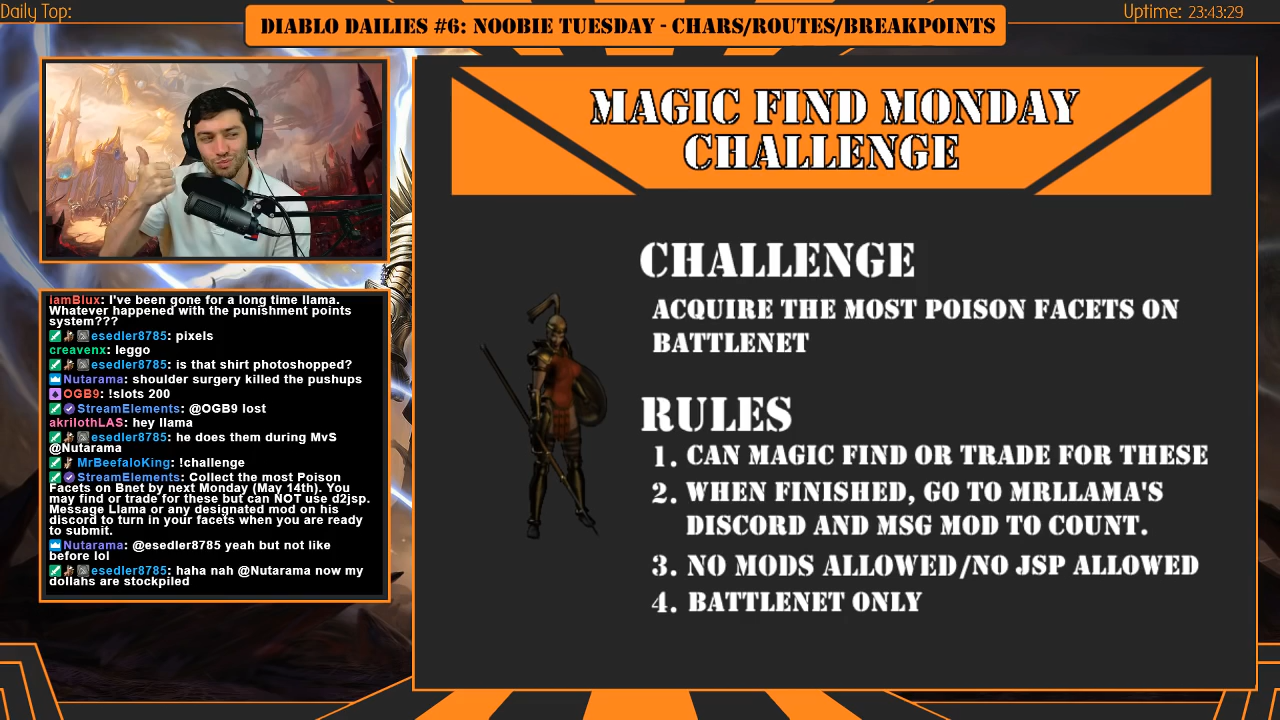 Daily Top:
DIABLO DAILIES #6: NOOBIE TUESDAY - CHARS/ROUTES/BREAKPOINTS
Uptime: 23:43:29
MAGIC FIND MONDAY
CHALLENGE
CHALLENGE
ACQUIRE THE MOST POISON FACETS ON
BATTLENET
RULES
1. CAN MAGIC FIND OR TRADE FOR THESE
2. WHEN FINISHED, GO TO MRLLAMA'S
DISCORD AND MSG MOD TO COUNT.
3. NO MODS ALLOWED/NO JSP ALLOWED
4. BATTLENET ONLY
iamBlux: I've been gone for a long time llama.
Whatever happened with the punishment points
system???
esedler8785: pixels
creavenx: leggo
esedler8785: is that shirt photoshopped?
Nutarama: shoulder surgery killed the pushups
OGB9: !slots 200
StreamElements: @OGB9 lost
akrilothLAS: hey llama
esedler8785: he does them during MvS
@Nutarama
MrBeefaloKing: !challenge
StreamElements: Collect the most Poison
Facets on Bnet by next Monday (May 14th). You
may find or trade for these but can NOT use d2jsp.
Message Llama or any designated mod on his
discord to turn in your facets when you are ready
to submit.
Nutarama: @esedler8785 yeah but not like
before lol
esedler8785: haha nah @Nutarama now my
dollahs are stockpiled